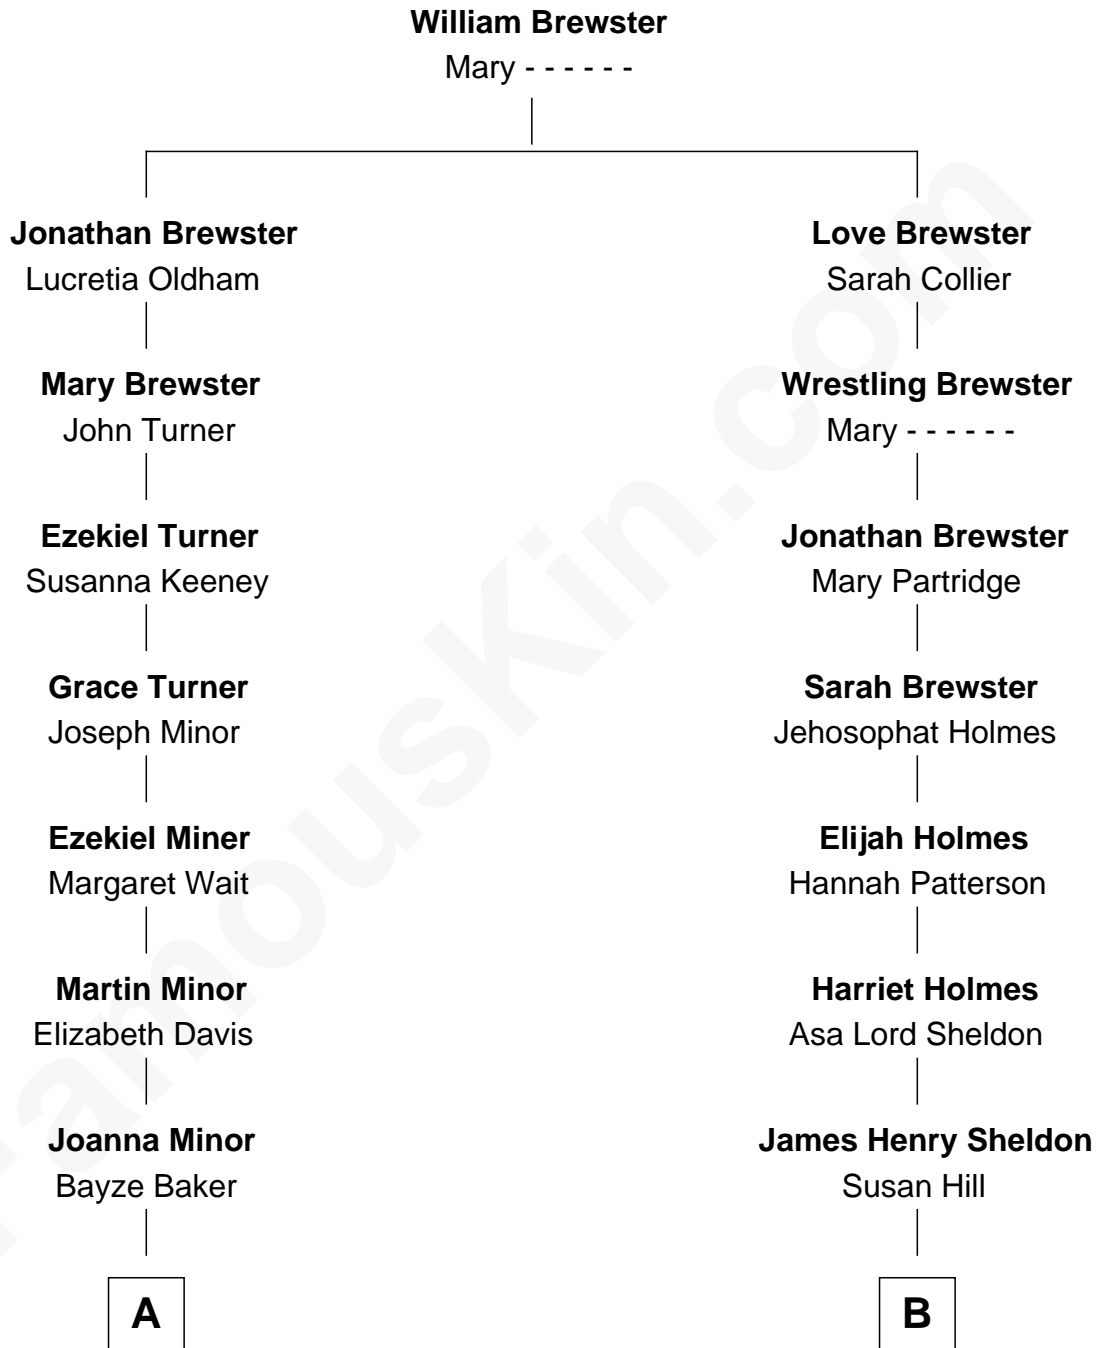 William Brewster
Mary - - - - - -
Jonathan Brewster
Lucretia Oldham
Love Brewster
Sarah Collier
Mary Brewster
John Turner
Wrestling Brewster
Mary - - - - - -
Ezekiel Turner
Susanna Keeney
Jonathan Brewster
Mary Partridge
Grace Turner
Joseph Minor
Sarah Brewster
Jehosophat Holmes
Ezekiel Miner
Margaret Wait
Elijah Holmes
Hannah Patterson
Martin Minor
Elizabeth Davis
Harriet Holmes
Asa Lord Sheldon
Joanna Minor
Bayze Baker
James Henry Sheldon
Susan Hill
A
B
FamousKin.com